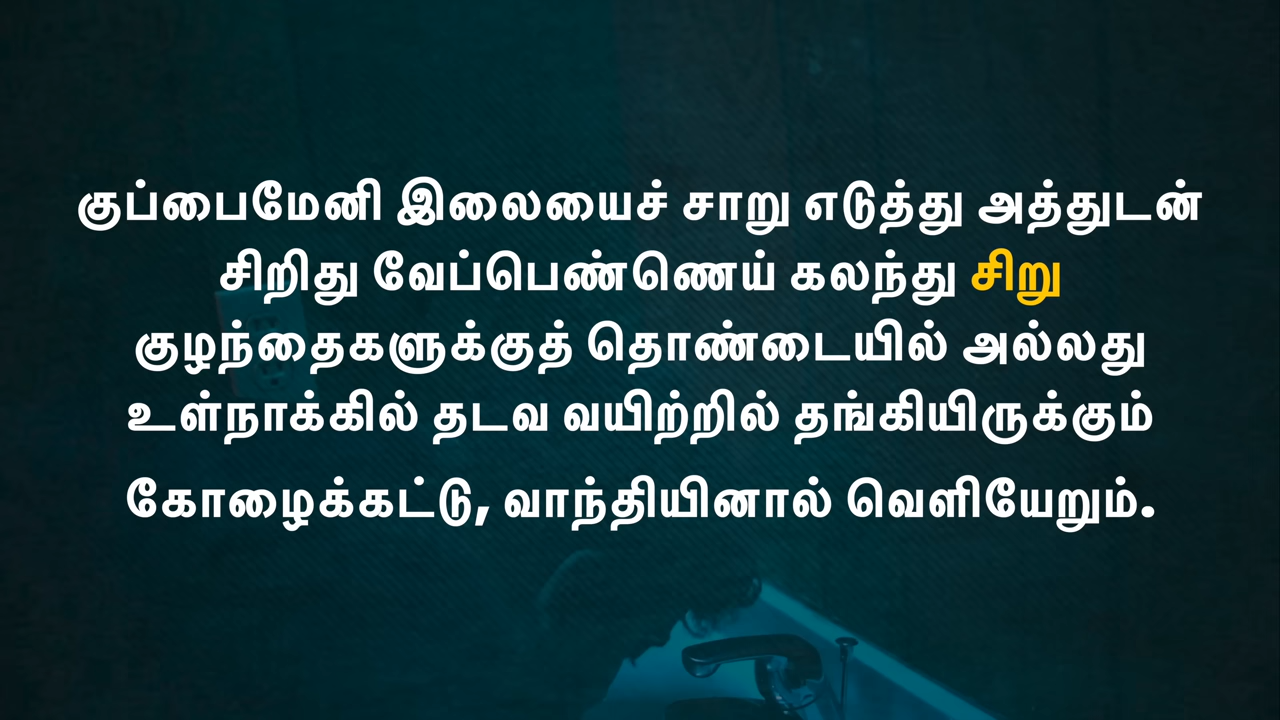 குப்பைமேனி இலையைச் சாறு எடுத்து அத்துடன்
சிறிது வேப்பெண்ணெய் கலந்து சிறு
குழந்தைகளுக்குத் தொண்டையில் அல்லது
உள்நாக்கில் தடவ வயிற்றில் தங்கியிருக்கும்
கோழைக்கட்டு, வாந்தியினால் வெளியேறும்.